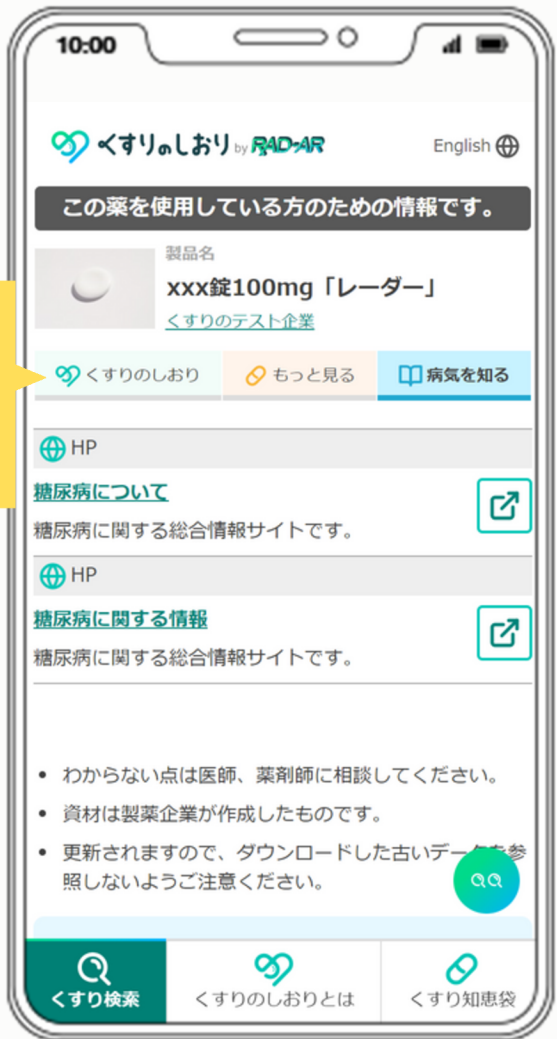 10:00
くすりのしおり by RAD-AR
English
この薬を使用している方のための情報です。
製品名
xxx錠100mg「レーダー」
くすりのテスト企業
くすりのしおり
もっと見る
病気を知る
HP
糖尿病について
糖尿病に関する総合情報サイトです。
HP
糖尿病に関する情報
糖尿病に関する総合情報サイトです。
• わからない点は医師、薬剤師に相談してください。
• 資材は製薬企業が作成したものです。
• 更新されますので、ダウンロードした古いデータを参
照しないようご注意ください。
くすり検索
くすりのしおりとは
くすり知恵袋